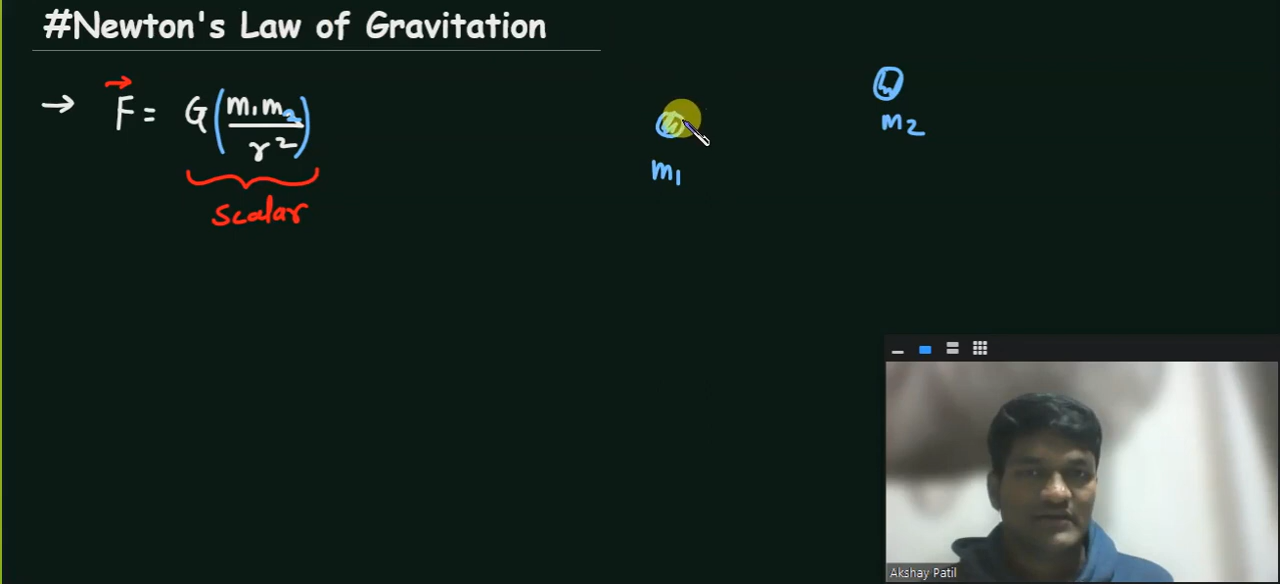 #Newton's Law of Gravitation
→ F⃗ = G(m₁m₂/r²)
scalar
m₁
m₂
Akshay Patil